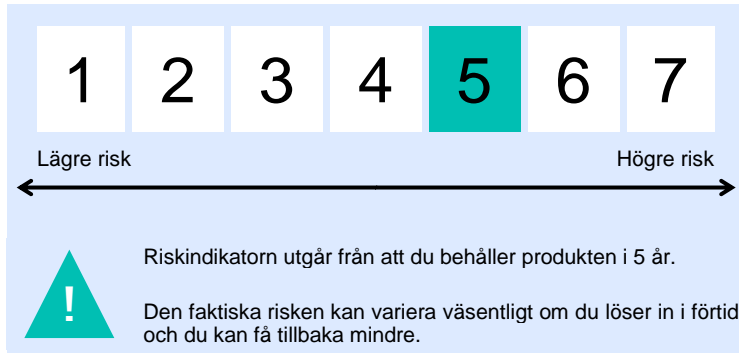 1 2 3 4 5 6 7
Lägre risk Högre risk
Riskindikatorn utgår från att du behåller produkten i 5 år.
!
Den faktiska risken kan variera väsentligt om du löser in i förtid
och du kan få tillbaka mindre.